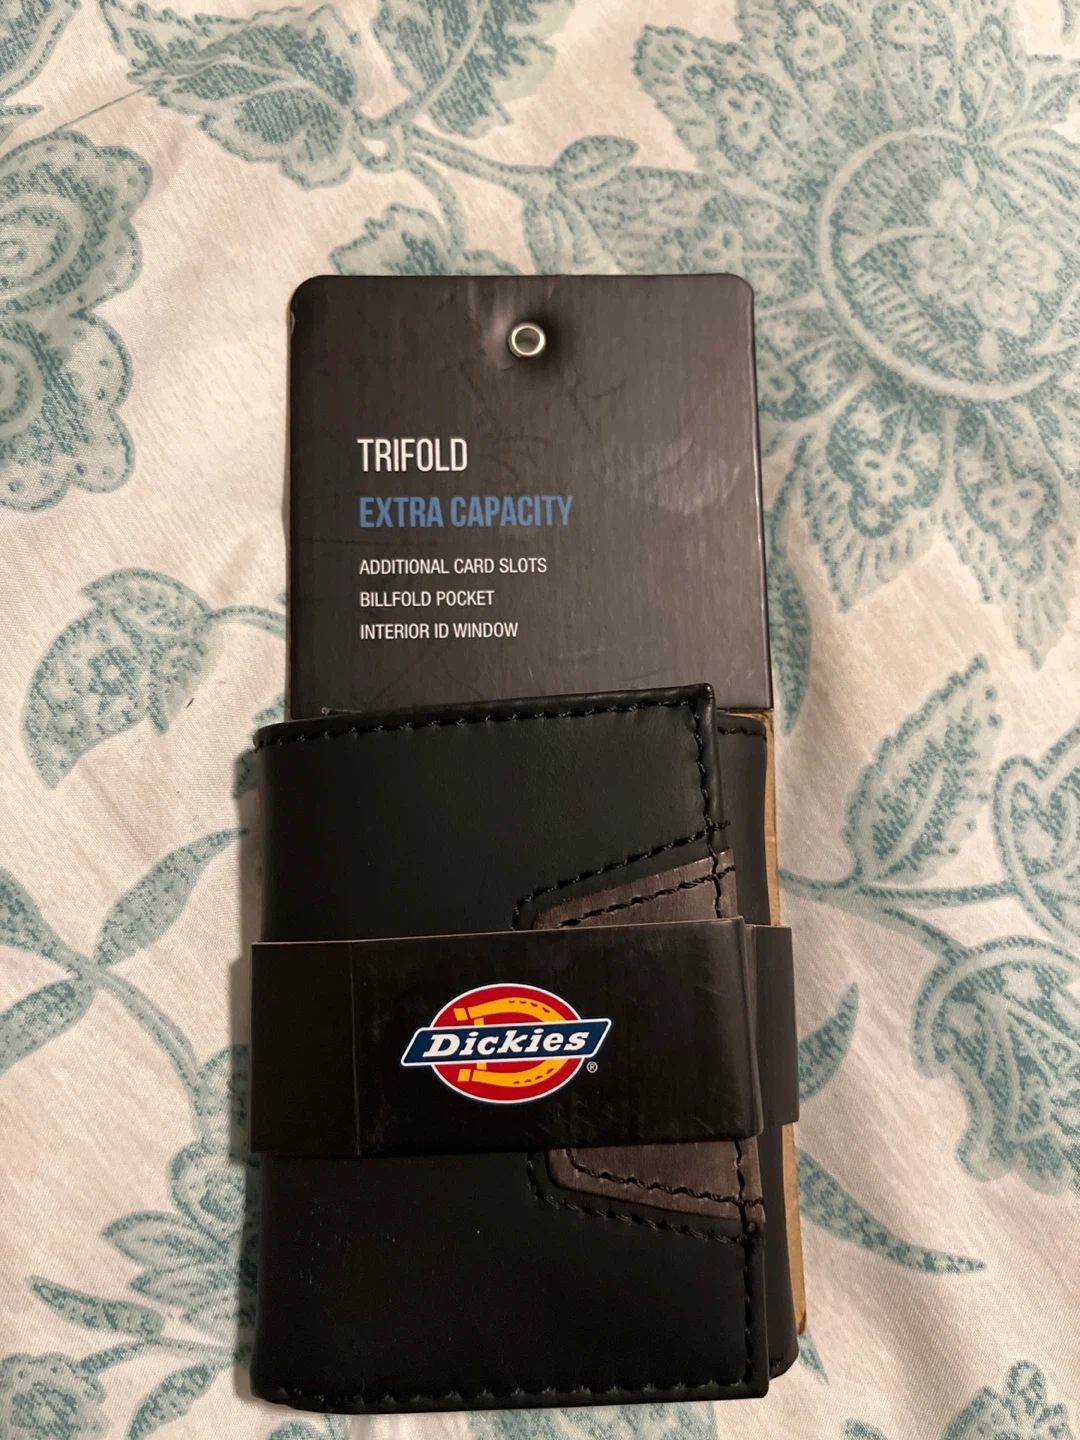 TRIFOLD
EXTRA CAPACITY
ADDITIONAL CARD SLOTS
BILLFOLD POCKET
INTERIOR ID WINDOW
Dickies
®